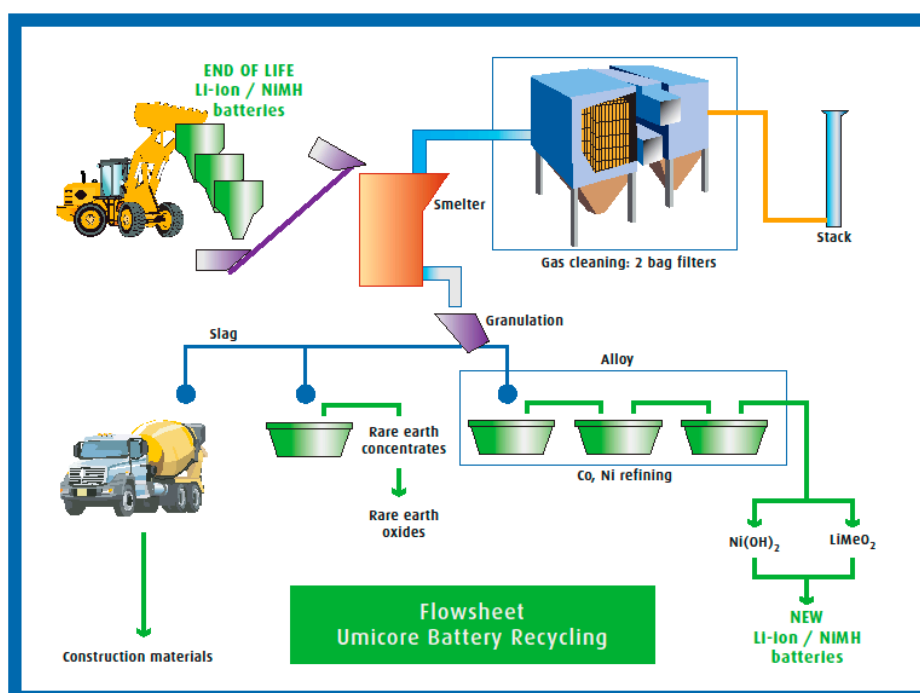 END OF LIFE
Li-Ion / NiMH
batteries
Smelter
Gas cleaning: 2 bag filters
Stack
Granulation
Slag
Alloy
Rare earth
concentrates
Co, Ni refining
Rare earth
oxides
Ni(OH)₂
LiMeO₂
Flowsheet
Umicore Battery Recycling
NEW
Li-Ion / NiMH
batteries
Construction materials